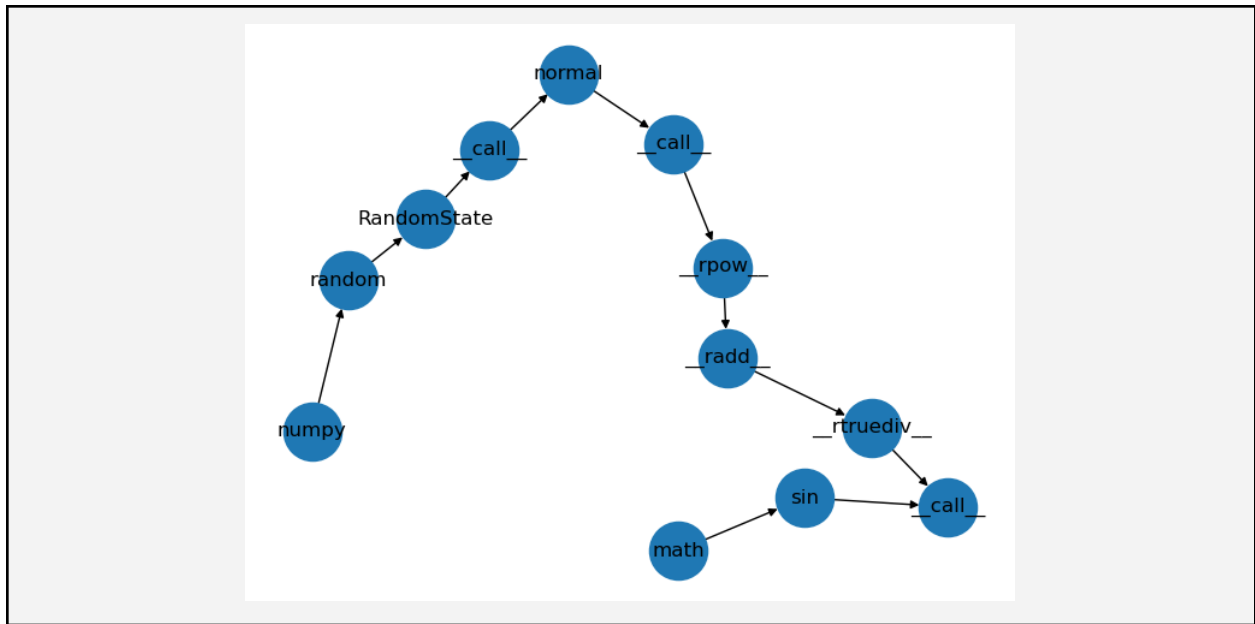 normal
__call__
__call__
RandomState
__rpow__
random
__radd__
numpy
__rtruediv__
sin
__call__
math